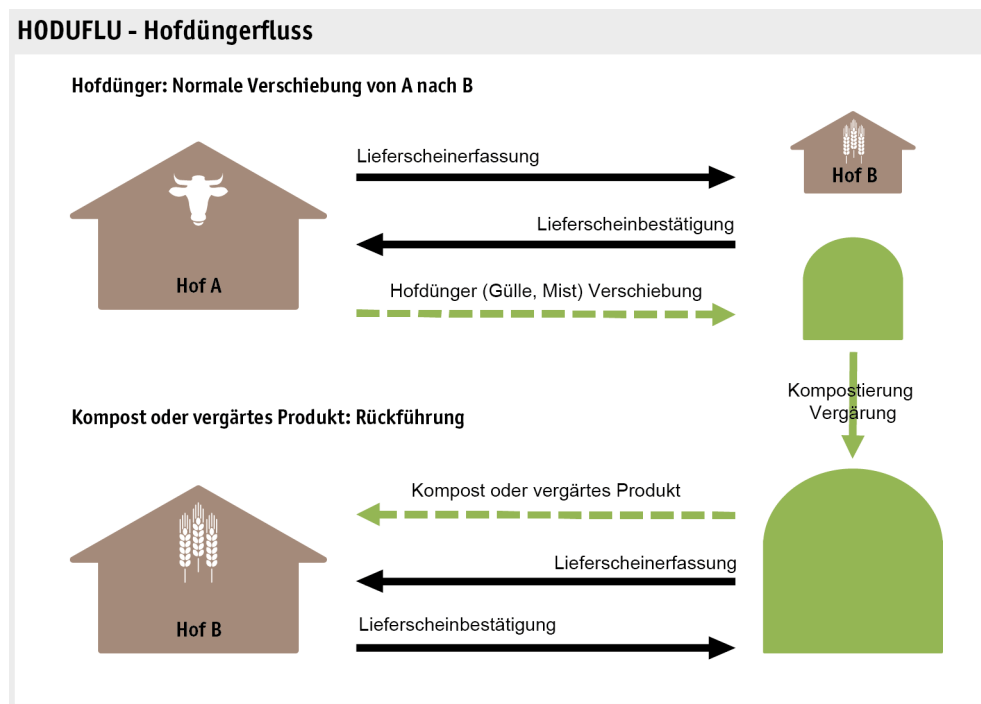 HODUFLU - Hofdüngerfluss
Hofdünger: Normale Verschiebung von A nach B
Lieferscheinerfassung
Hof B
Lieferscheinbestätigung
Hof A
Hofdünger (Gülle, Mist) Verschiebung
Kompostierung
Vergärung
Kompost oder vergärtes Produkt: Rückführung
Kompost oder vergärtes Produkt
Lieferscheinerfassung
Lieferscheinbestätigung
Hof B